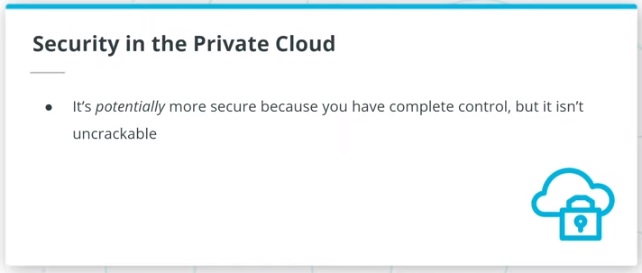 Security in the Private Cloud
● It's potentially more secure because you have complete control, but it isn't
uncrackable